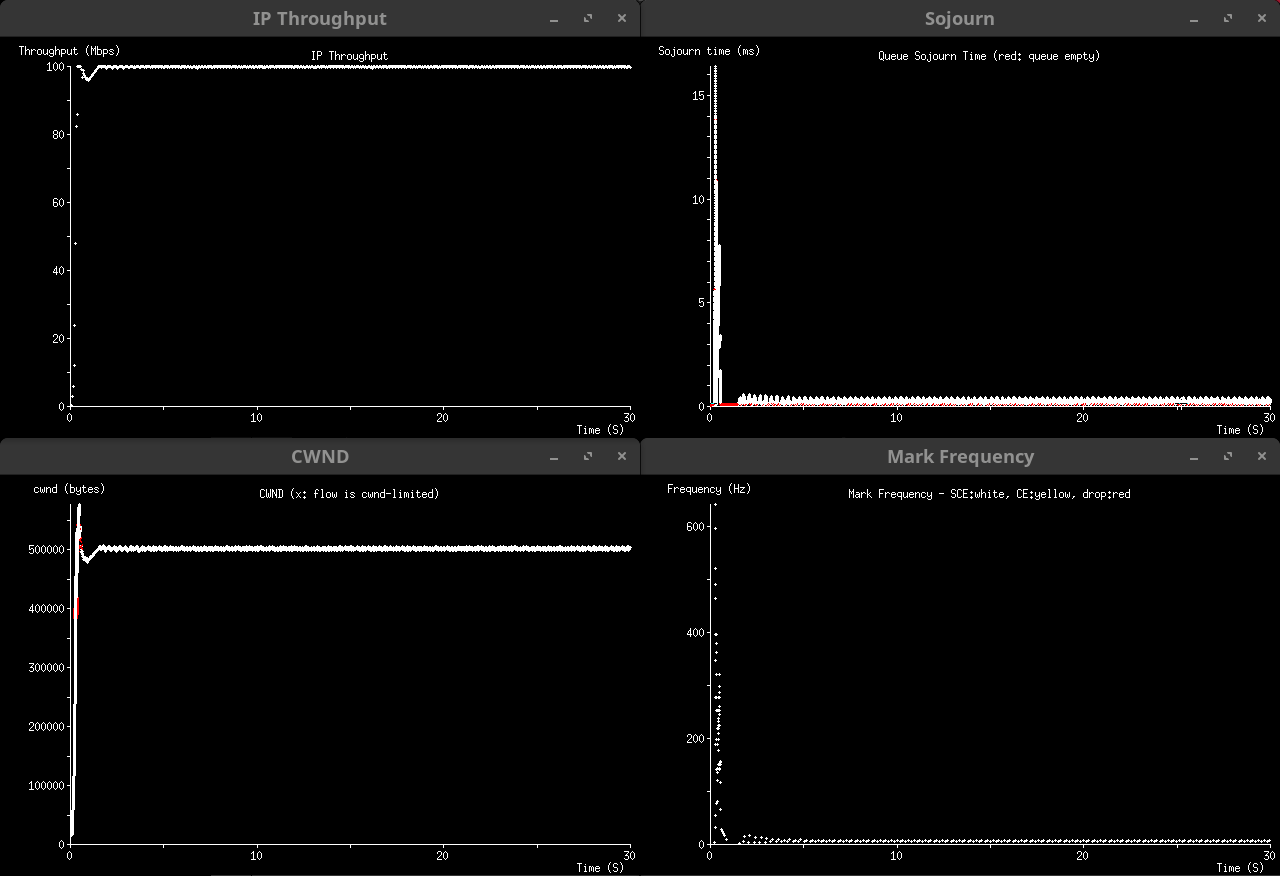 IP Throughput
Throughput (Mbps)
IP Throughput
100
80
60
40
20
0
0 10 20 30
Time (S)
Sojourn
Sojourn time (ms)
Queue Sojourn Time (red: queue empty)
15
10
5
0
0 10 20 30
Time (S)
CWND
cwnd (bytes)
CWND (x: flow is cwnd-limited)
500000
400000
300000
200000
100000
0
0 10 20 30
Time (S)
Mark Frequency
Frequency (Hz)
Mark Frequency - SCE:white, CE:yellow, drop:red
600
400
200
0
0 10 20 30
Time (S)